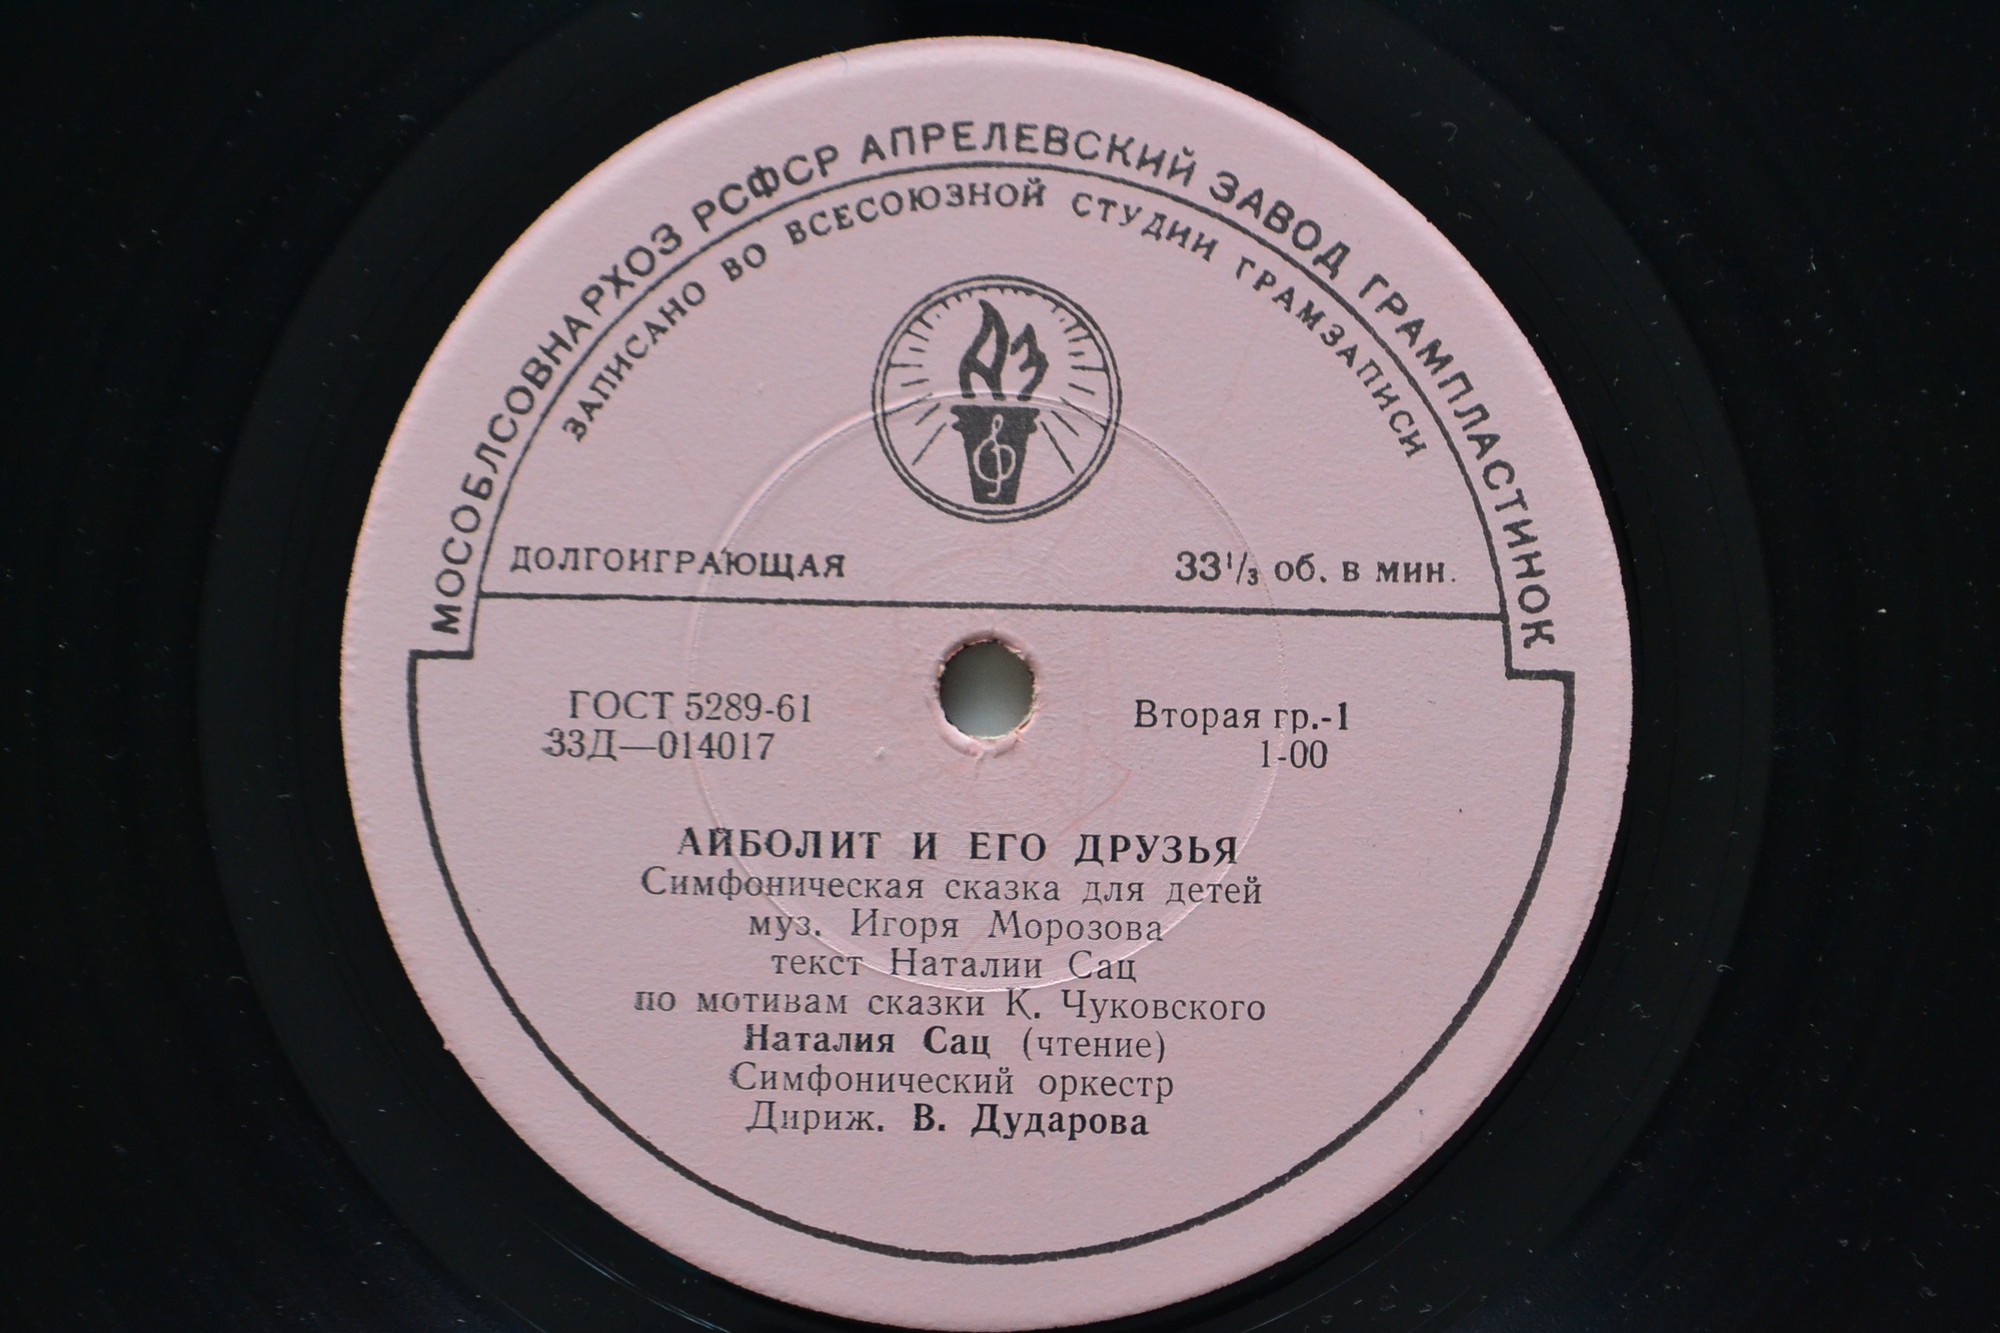 МОСОБЛСОВНАРХОЗ РСФСР АПРЕЛЕВСКИЙ ЗАВОД ГРАМПЛАСТИНОК
ЗАПИСАНО ВО ВСЕСОЮЗНОЙ СТУДИИ ГРАМЗАПИСИ
АЗ
ДОЛГОИГРАЮЩАЯ 33 1/3 об. в мин.
ГОСТ 5289-61 Вторая гр.-1
33Д—014017 1-00
АЙБОЛИТ И ЕГО ДРУЗЬЯ
Симфоническая сказка для детей
муз. Игоря Морозова
текст Наталии Сац
по мотивам сказки К. Чуковского
Наталия Сац (чтение)
Симфонический оркестр
Дириж. В. Дударова